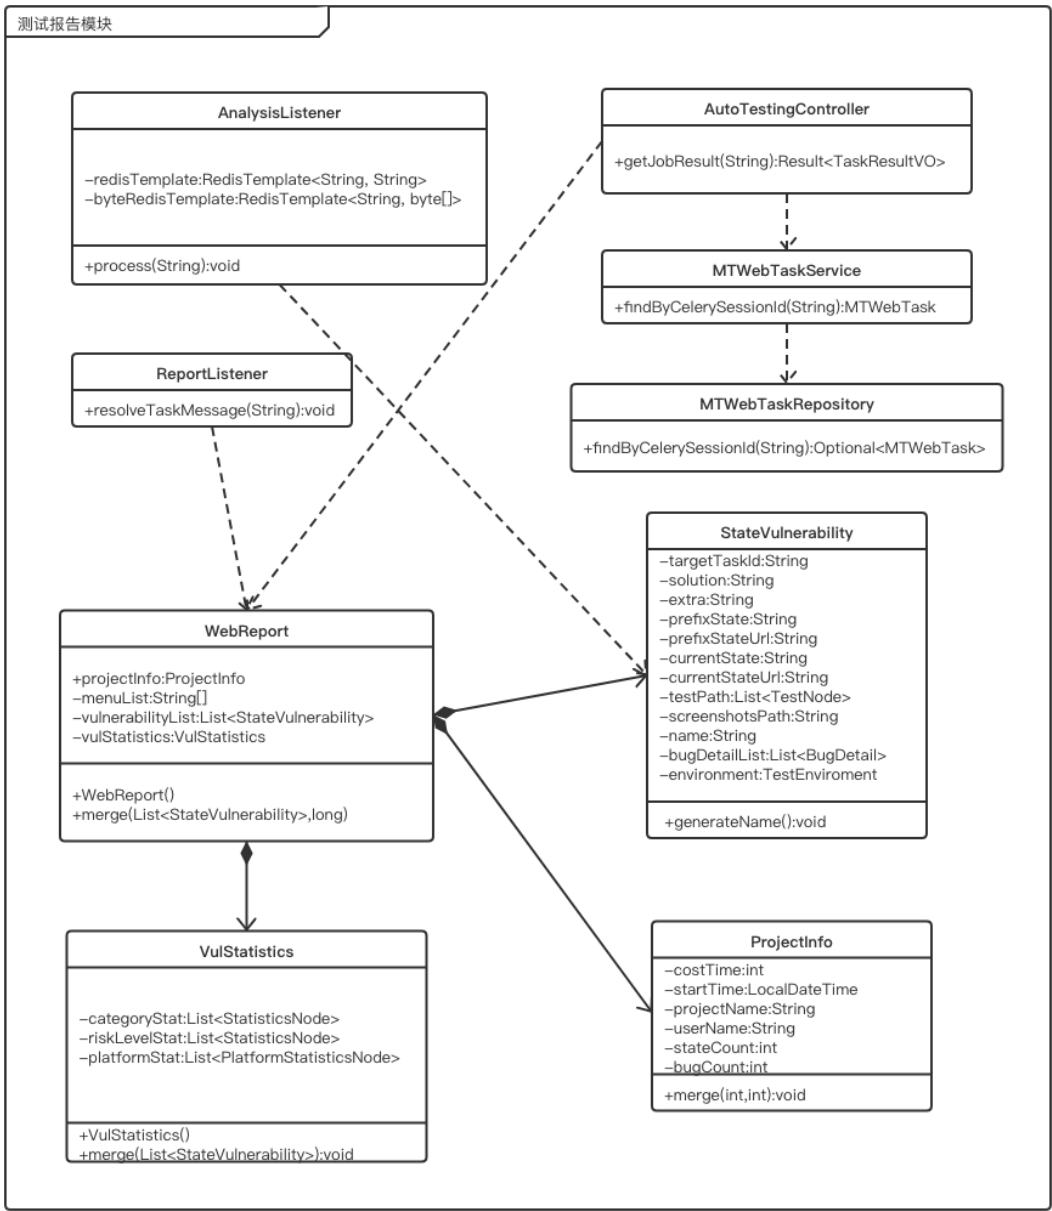 测试报告模块
AnalysisListener
-redisTemplate:RedisTemplate<String, String>
-byteRedisTemplate:RedisTemplate<String, byte[]>
+process(String):void
AutoTestingController
+getJobResult(String):Result<TaskResultVO>
MTWebTaskService
+findByCelerySessionId(String):MTWebTask
ReportListener
+resolveTaskMessage(String):void
MTWebTaskRepository
+findByCelerySessionId(String):Optional<MTWebTask>
StateVulnerability
-targetTaskId:String
-solution:String
-extra:String
-prefixState:String
-prefixStateUrl:String
-currentState:String
-currentStateUrl:String
-testPath:List<TestNode>
-screenshotsPath:String
-name:String
-bugDetailList:List<BugDetail>
-environment:TestEnviroment
+generateName():void
WebReport
+projectInfo:ProjectInfo
-menuList:String[]
-vulnerabilityList:List<StateVulnerability>
-vulStatistics:VulStatistics
+WebReport()
+merge(List<StateVulnerability>,long)
VulStatistics
-categoryStat:List<StatisticsNode>
-riskLevelStat:List<StatisticsNode>
-platformStat:List<PlatformStatisticsNode>
+VulStatistics()
+merge(List<StateVulnerability>):void
ProjectInfo
-costTime:int
-startTime:LocalDateTime
-projectName:String
-userName:String
-stateCount:int
-bugCount:int
+merge(int,int):void